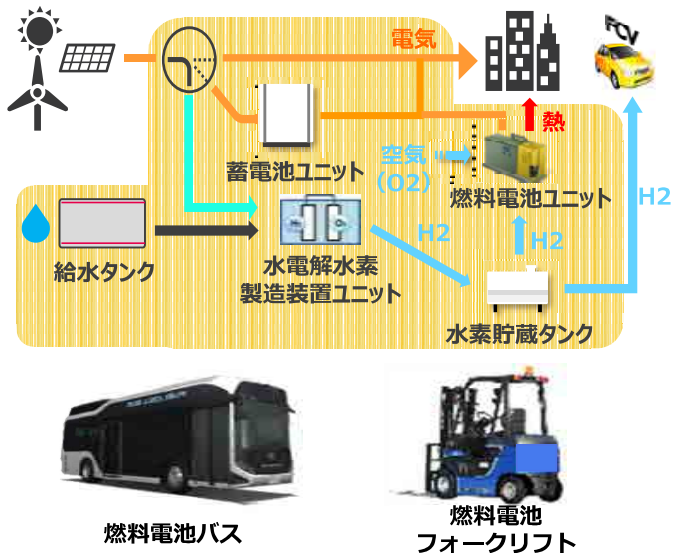 FCV
電気
熱
空気
(O2)
蓄電池ユニット
燃料電池ユニット
H2
H2
H2
給水タンク
水電解水素
製造装置ユニット
水素貯蔵タンク
燃料電池バス
燃料電池
フォークリフト